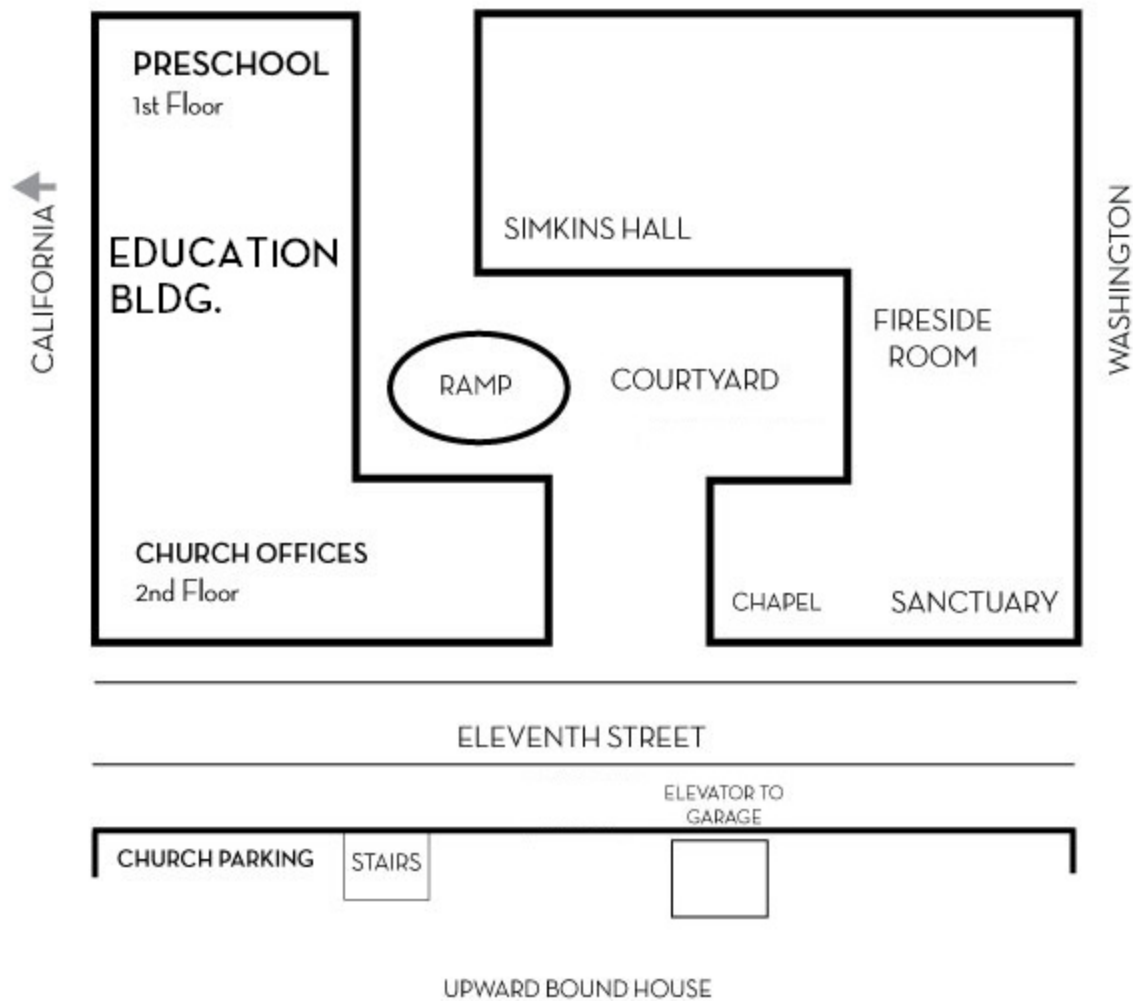 PRESCHOOL
1st Floor
CALIFORNIA
EDUCATION
BLDG.
SIMKINS HALL
WASHINGTON
FIRESIDE
ROOM
RAMP
COURTYARD
CHURCH OFFICES
2nd Floor
CHAPEL
SANCTUARY
ELEVENTH STREET
ELEVATOR TO
GARAGE
CHURCH PARKING
STAIRS
UPWARD BOUND HOUSE